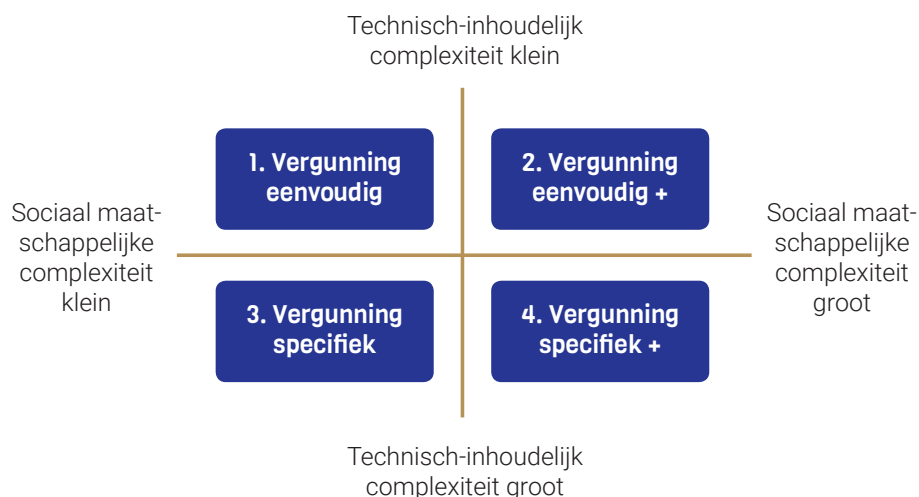 Technisch-inhoudelijk
complexiteit klein
1. Vergunning
eenvoudig
2. Vergunning
eenvoudig +
Sociaal maat-
schappelijke
complexiteit
klein
Sociaal maat-
schappelijke
complexiteit
groot
3. Vergunning
specifiek
4. Vergunning
specifiek +
Technisch-inhoudelijk
complexiteit groot